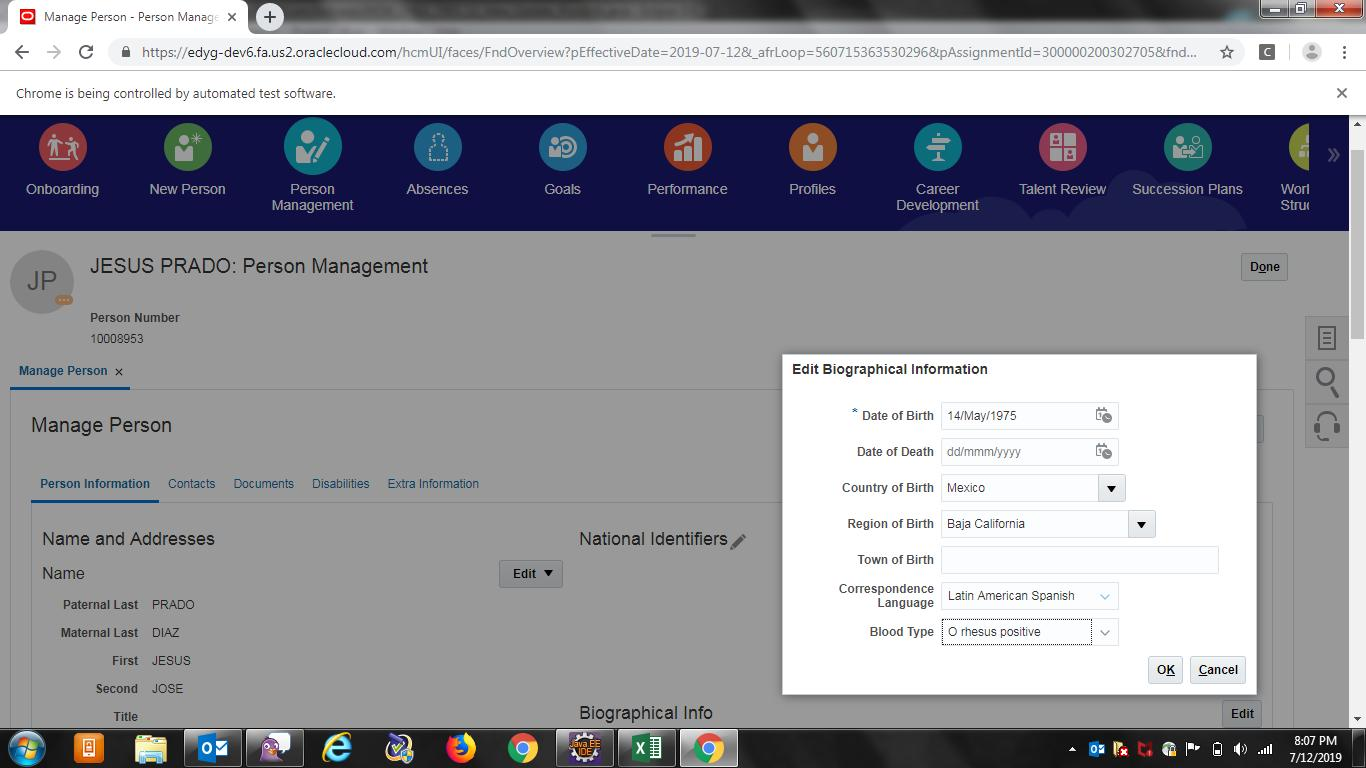 Manage Person - Person Manage
https://edyg-dev6.fa.us2.oraclecloud.com/hcmUI/faces/FndOverview?pEffectiveDate=2019-07-12&_afrLoop=560715363530296&pAssignmentId=300000200302705&fnd...
C
Chrome is being controlled by automated test software.
Onboarding
New Person
Person
Management
Absences
Goals
Performance
Profiles
Career
Development
Talent Review
Succession Plans
Work
Struc
JP
JESUS PRADO: Person Management
Done
Person Number
10008953
Manage Person
Manage Person
Person Information
Contacts
Documents
Disabilities
Extra Information
Name and Addresses
National Identifiers
Name
Edit
Paternal Last PRADO
Maternal Last DIAZ
First JESUS
Second JOSE
Title
Biographical Info
Edit
Edit Biographical Information
* Date of Birth 14/May/1975
Date of Death dd/mmm/yyyy
Country of Birth Mexico
Region of Birth Baja California
Town of Birth
Correspondence
Language
Latin American Spanish
Blood Type O rhesus positive
OK
Cancel
Java EE
IDE
8:07 PM
7/12/2019